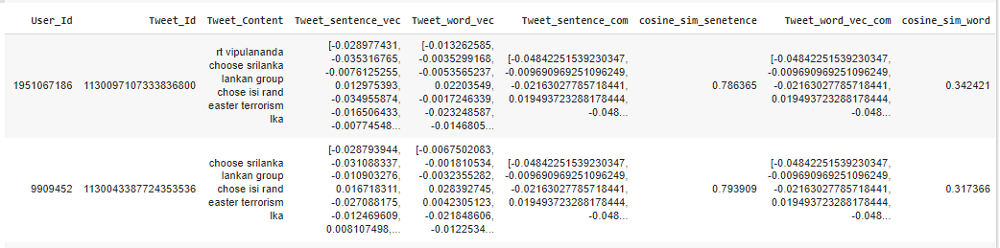 User_Id Tweet_Id Tweet_Content Tweet_sentence_vec Tweet_word_vec Tweet_sentence_com cosine_sim_senetence Tweet_word_vec_com cosine_sim_word
rt vipulananda [-0.028977431, [-0.013262585,
choose srilanka -0.035316765, -0.0035299168, [-0.04842251539230347, [-0.04842251539230347,
lankan group -0.0076125255, -0.0053565237, -0.009690969251096249, -0.009690969251096249,
1951067186 1130097107333836800 chose isi rand 0.012975393, 0.02203549, -0.02163027785718441, 0.786365 -0.02163027785718441, 0.342421
easter terrorism -0.034955874, -0.0017246339, 0.019493723288178444, 0.019493723288178444,
lka -0.016506433, -0.023248587, -0.048... -0.048...
-0.00774548... -0.0146805...
[-0.028793944, [-0.0067502083,
choose srilanka -0.031088337, -0.001810534, [-0.04842251539230347, [-0.04842251539230347,
lankan group -0.010903276, -0.0032355282, -0.009690969251096249, -0.009690969251096249,
9909452 1130043387724353536 chose isi rand 0.016718311, 0.028392745, -0.02163027785718441, 0.793909 -0.02163027785718441, 0.317366
easter terrorism -0.027088175, 0.0042305123, 0.019493723288178444, 0.019493723288178444,
lka -0.012469609, -0.021848606, -0.048... -0.048...
0.008107498,... -0.0122534...